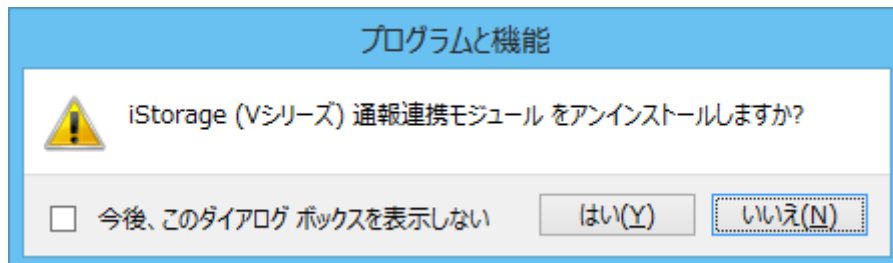 プログラムと機能
iStorage (Vシリーズ) 通報連携モジュール をアンインストールしますか?
今後、このダイアログ ボックスを表示しない
はい(Y)
いいえ(N)